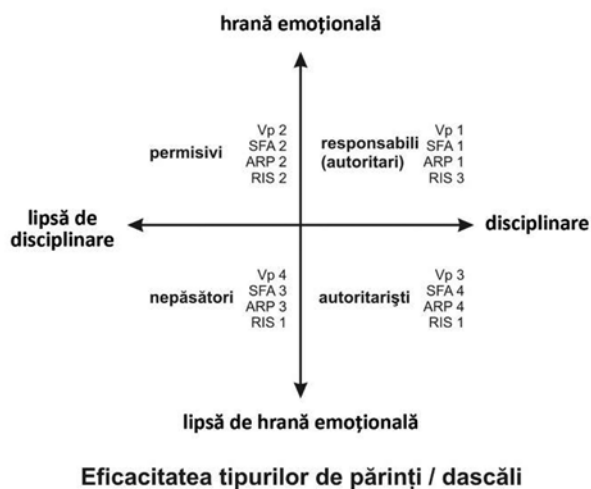 hrană emoțională
permisivi
Vp 2
SFA 2
ARP 2
RIS 2
responsabili
(autoritari)
Vp 1
SFA 1
ARP 1
RIS 3
lipsă de
disciplinare
disciplinare
nepăsători
Vp 4
SFA 3
ARP 3
RIS 1
autoritariști
Vp 3
SFA 4
ARP 4
RIS 1
lipsă de hrană emoțională
Eficacitatea tipurilor de părinți / dascăli